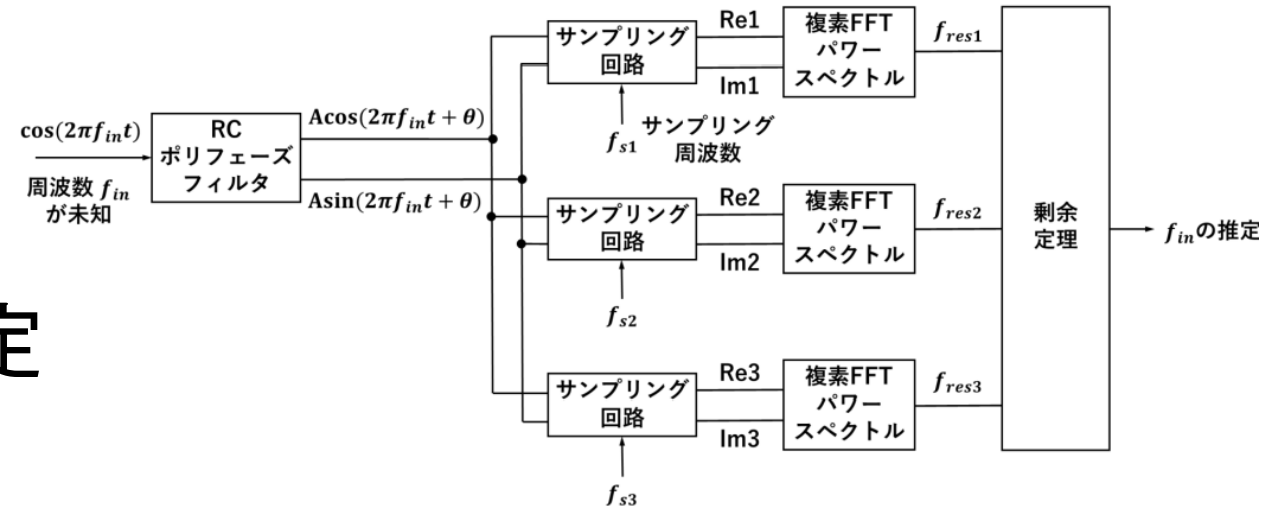 cos(2πf_in t)
周波数 f_in
が未知
RC
ポリフェーズ
フィルタ
Acos(2πf_in t + θ)
Asin(2πf_in t + θ)
サンプリング
回路
f_s1
サンプリング
周波数
Re1
Im1
複素FFT
パワー
スペクトル
f_res1
サンプリング
回路
f_s2
Re2
Im2
複素FFT
パワー
スペクトル
f_res2
サンプリング
回路
f_s3
Re3
Im3
複素FFT
パワー
スペクトル
f_res3
剰余
定理
f_inの推定
定